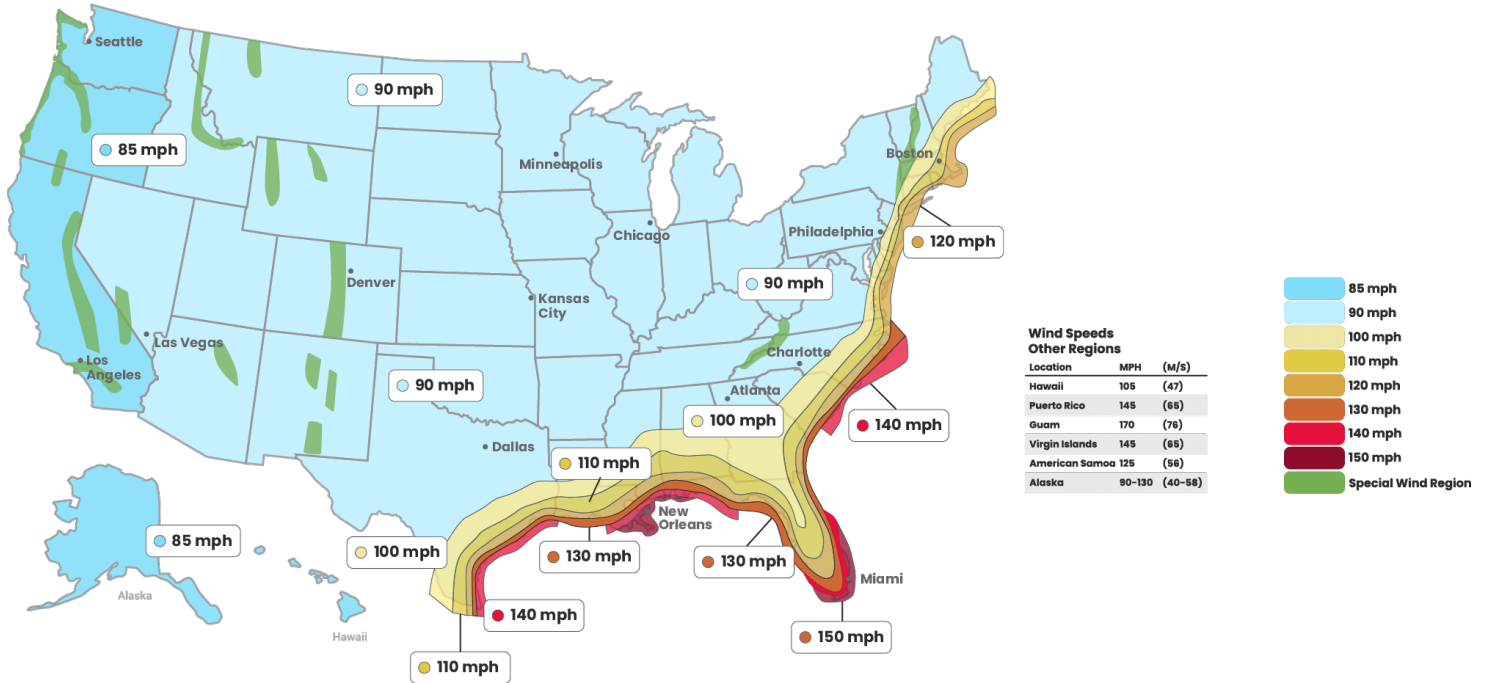 Seattle
90 mph
85 mph
Minneapolis
Boston
Chicago
Philadelphia
120 mph
Denver
90 mph
Kansas
City
Las Vegas
Los
Angeles
Charlotte
90 mph
Atlanta
100 mph
140 mph
Dallas
110 mph
New
Orleans
85 mph
100 mph
130 mph
130 mph
Miami
Alaska
140 mph
Hawaii
150 mph
110 mph
Wind Speeds
Other Regions
Location MPH (M/S)
Hawaii 105 (47)
Puerto Rico 145 (65)
Guam 170 (76)
Virgin Islands 145 (65)
American Samoa 125 (56)
Alaska 90-130 (40-58)
85 mph
90 mph
100 mph
110 mph
120 mph
130 mph
140 mph
150 mph
Special Wind Region